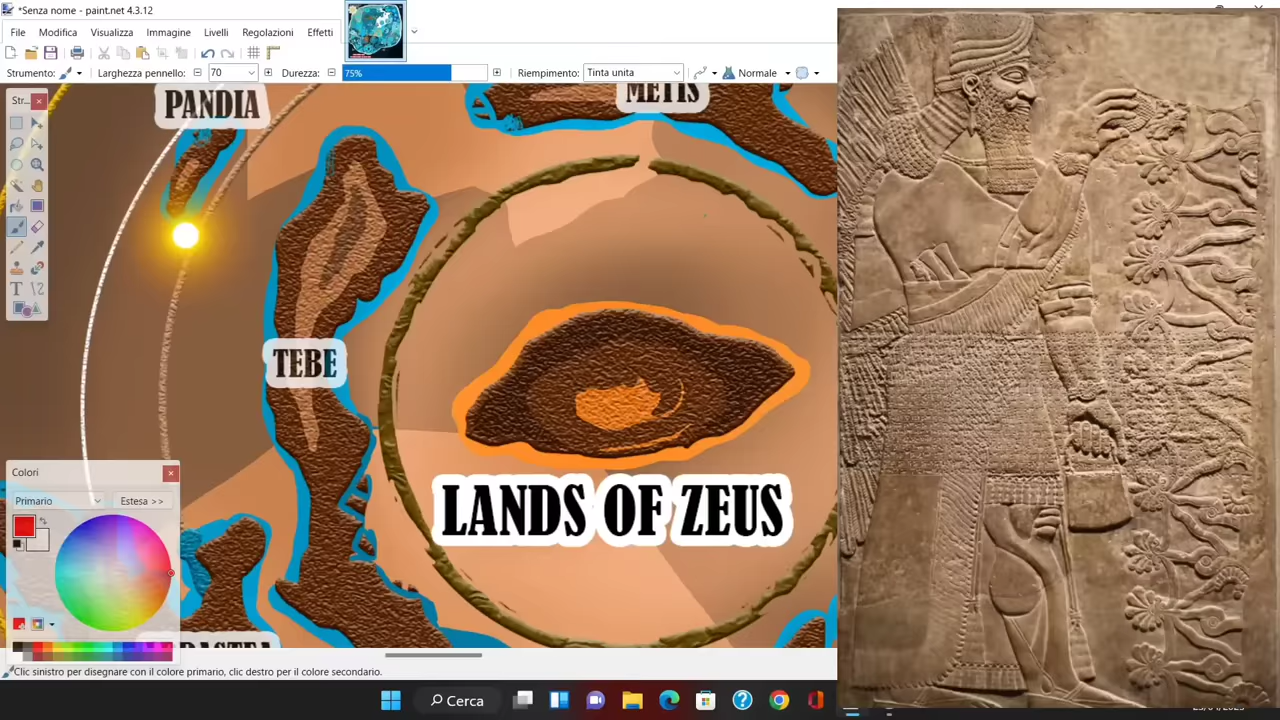 *Senza nome - paint.net 4.3.12
File Modifica Visualizza Immagine Livelli Regolazioni Effetti
Strumento: Larghezza pennello: 70 Durezza: 75% Riempimento: Tinta unita Normale
Str...
PANDIA
METIS
TEBE
LANDS OF ZEUS
Colori
Primario Estesa >>
Clic sinistro per disegnare con il colore primario, clic destro per il colore secondario.
Cerca